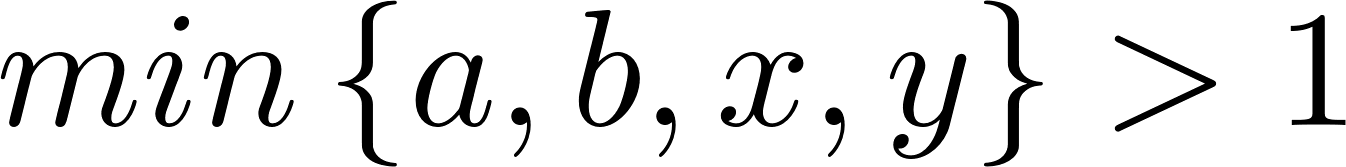 min {a, b, x, y} > 1